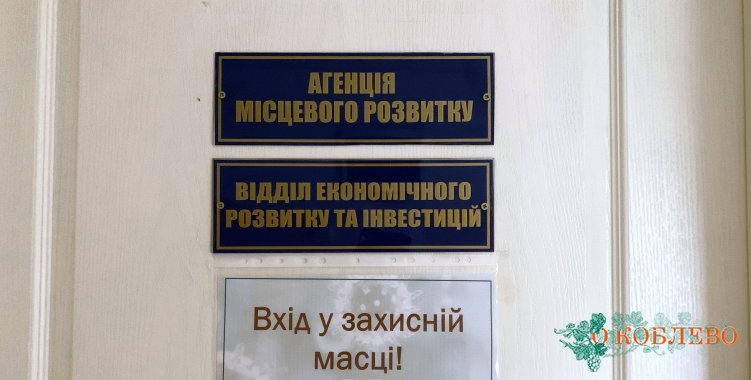 АГЕНЦІЯ
МІСЦЕВОГО РОЗВИТКУ
ВІДДІЛ ЕКОНОМІЧНОГО
РОЗВИТКУ ТА ІНВЕСТИЦІЙ
Вхід у захисній
масці!
О КОБЛЕВО